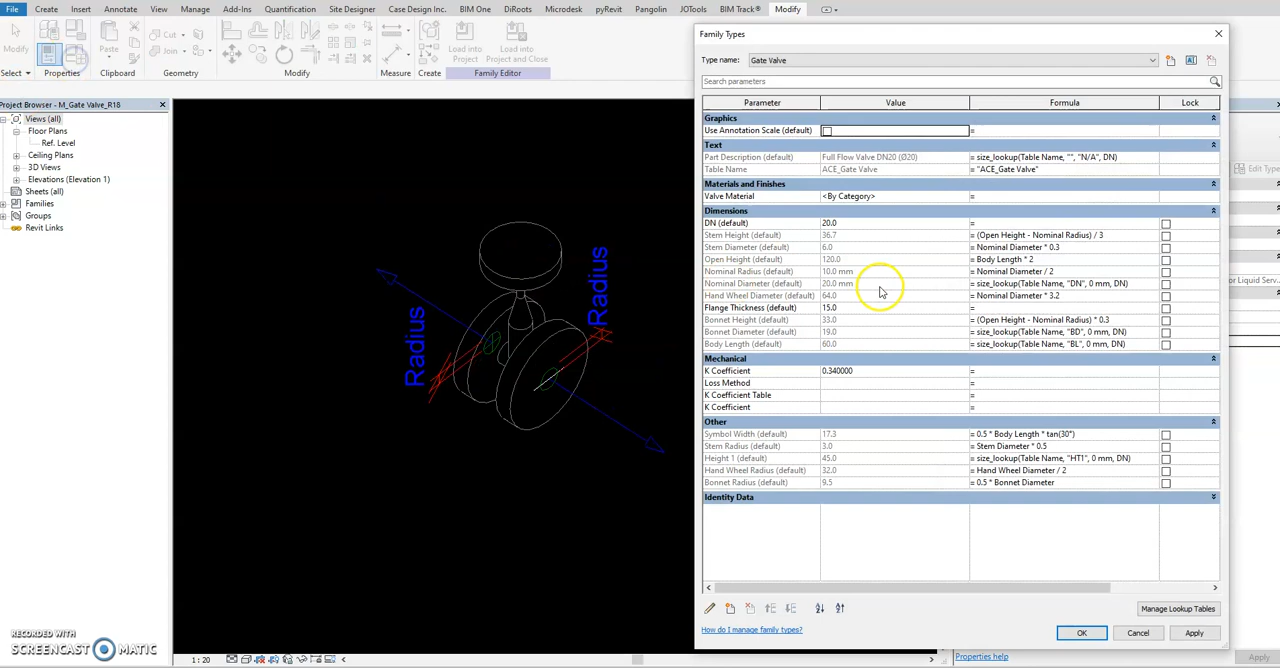 File Create Insert Annotate View Manage Add-Ins Quantification Site Designer Case Design Inc. BIM One DiRoots Microdesk pyRevit Pangolin JOTools BIM Track® Modify
Modify
Paste
Cut
Join
Load into Project
Load into Project and Close
Select Properties Clipboard Geometry Modify Measure Create Family Editor
Project Browser - M_Gate Valve_R18
Views (all)
Floor Plans
Ref. Level
Ceiling Plans
3D Views
Elevations (Elevation 1)
Sheets (all)
Families
Groups
Revit Links
Radius
Radius
Family Types
Type name: Gate Valve
Search parameters
Parameter Value Formula Lock
Graphics
Use Annotation Scale (default) =
Text
Part Description (default) Full Flow Valve DN20 (Ø20) = size_lookup(Table Name, "", "N/A", DN)
Table Name (default) ACE_Gate Valve = "ACE_Gate Valve"
Materials and Finishes
Valve Material <By Category> =
Dimensions
DN (default) 20.0 =
Stem Height (default) 36.7 = (Open Height - Nominal Radius) / 3
Stem Diameter (default) 6.0 = Nominal Diameter * 0.3
Open Height (default) 120.0 = Body Length * 2
Nominal Radius (default) 10.0 mm = Nominal Diameter / 2
Nominal Diameter (default) 20.0 mm = size_lookup(Table Name, "DN", 0 mm, DN)
Hand Wheel Diameter (default) 64.0 = Nominal Diameter * 3.2
Flange Thickness (default) 15.0 =
Bonnet Height (default) 33.0 = (Open Height - Nominal Radius) * 0.3
Bonnet Diameter (default) 19.0 = size_lookup(Table Name, "BD", 0 mm, DN)
Body Length (default) 60.0 = size_lookup(Table Name, "BL", 0 mm, DN)
Mechanical
K Coefficient 0.340000 =
Loss Method =
K Coefficient Table =
K Coefficient =
Other
Symbol Width (default) 17.3 = 0.5 * Body Length * tan(30°)
Stem Radius (default) 3.0 = Stem Diameter * 0.5
Height 1 (default) 45.0 = size_lookup(Table Name, "HT1", 0 mm, DN)
Hand Wheel Radius (default) 32.0 = Hand Wheel Diameter / 2
Bonnet Radius (default) 9.5 = 0.5 * Bonnet Diameter
Identity Data
Manage Lookup Tables
How do I manage family types?
OK Cancel Apply
Edit Type
or Liquid Serv...
Properties help
Apply
1 : 20
RECORDED WITH
SCREENCAST MATIC